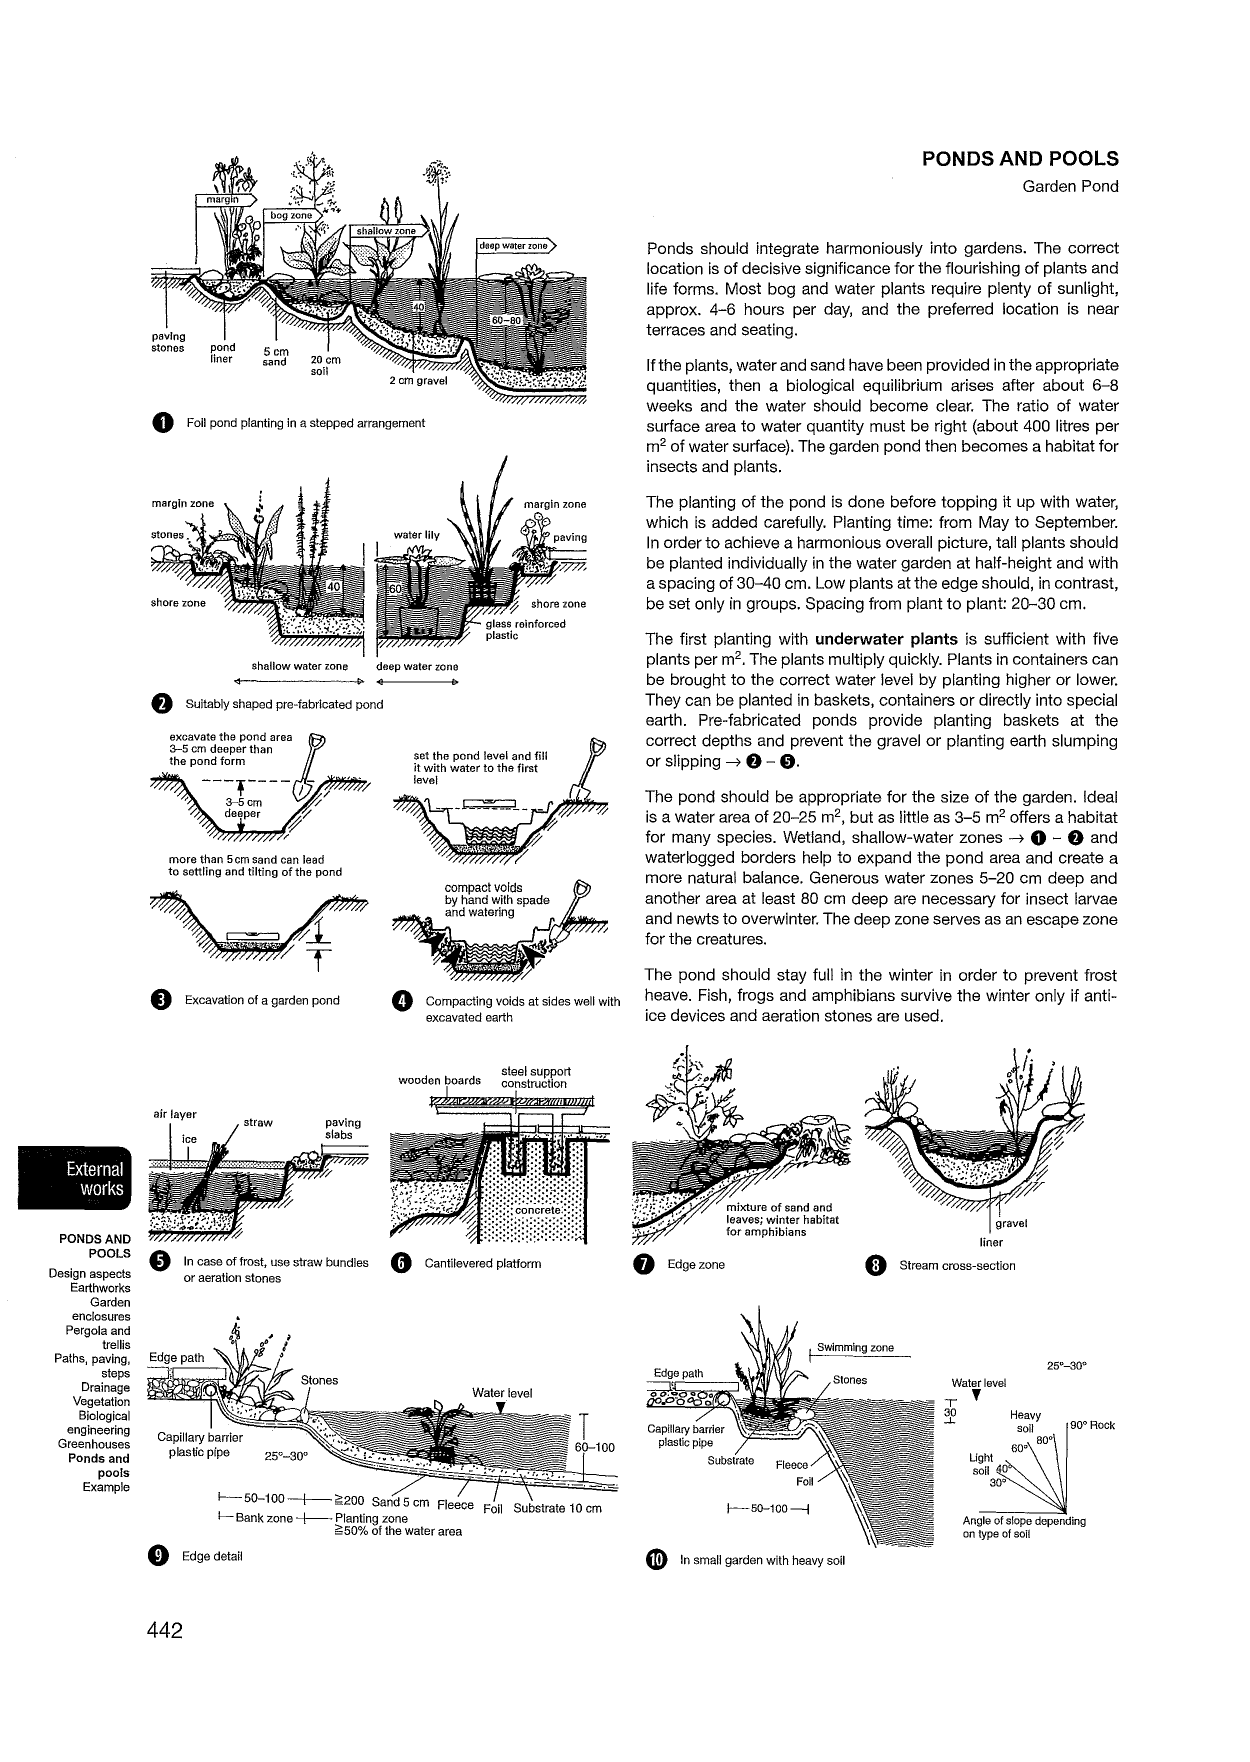 PONDS AND POOLS
Garden Pond
margin
bog zone
shallow zone
deep water zone
40
60–80
paving
stones
pond
liner
5 cm
sand
20 cm
soil
2 cm gravel
1 Foil pond planting in a stepped arrangement
margin zone
stones
water lily
margin zone
paving
40
60
shore zone
shore zone
glass reinforced
plastic
shallow water zone
deep water zone
2 Suitably shaped pre-fabricated pond
excavate the pond area
3–5 cm deeper than
the pond form
3–5 cm
deeper
more than 5 cm sand can lead
to settling and tilting of the pond
3 Excavation of a garden pond
set the pond level and fill
it with water to the first
level
compact voids
by hand with spade
and watering
4 Compacting voids at sides well with
excavated earth
Ponds should integrate harmoniously into gardens. The correct
location is of decisive significance for the flourishing of plants and
life forms. Most bog and water plants require plenty of sunlight,
approx. 4–6 hours per day, and the preferred location is near
terraces and seating.
If the plants, water and sand have been provided in the appropriate
quantities, then a biological equilibrium arises after about 6–8
weeks and the water should become clear. The ratio of water
surface area to water quantity must be right (about 400 litres per
m² of water surface). The garden pond then becomes a habitat for
insects and plants.
The planting of the pond is done before topping it up with water,
which is added carefully. Planting time: from May to September.
In order to achieve a harmonious overall picture, tall plants should
be planted individually in the water garden at half-height and with
a spacing of 30–40 cm. Low plants at the edge should, in contrast,
be set only in groups. Spacing from plant to plant: 20–30 cm.
The first planting with underwater plants is sufficient with five
plants per m². The plants multiply quickly. Plants in containers can
be brought to the correct water level by planting higher or lower.
They can be planted in baskets, containers or directly into special
earth. Pre-fabricated ponds provide planting baskets at the
correct depths and prevent the gravel or planting earth slumping
or slipping → 2 – 5.
The pond should be appropriate for the size of the garden. Ideal
is a water area of 20–25 m², but as little as 3–5 m² offers a habitat
for many species. Wetland, shallow-water zones → 1 – 2 and
waterlogged borders help to expand the pond area and create a
more natural balance. Generous water zones 5–20 cm deep and
another area at least 80 cm deep are necessary for insect larvae
and newts to overwinter. The deep zone serves as an escape zone
for the creatures.
The pond should stay full in the winter in order to prevent frost
heave. Fish, frogs and amphibians survive the winter only if anti-
ice devices and aeration stones are used.
air layer
ice
straw
paving
slabs
5 In case of frost, use straw bundles
or aeration stones
wooden boards
steel support
construction
concrete
6 Cantilevered platform
mixture of sand and
leaves; winter habitat
for amphibians
7 Edge zone
gravel
liner
8 Stream cross-section
External
works
PONDS AND
POOLS
Design aspects
Earthworks
Garden
enclosures
Pergola and
trellis
Paths, paving,
steps
Drainage
Vegetation
Biological
engineering
Greenhouses
Ponds and
pools
Example
Edge path
Stones
Water level
Capillary barrier
plastic pipe
25°–30°
60–100
50–100
≧200
Sand 5 cm
Fleece
Foil
Substrate 10 cm
Bank zone
Planting zone
≧50% of the water area
9 Edge detail
Edge path
Swimming zone
Stones
Capillary barrier
plastic pipe
Substrate
Fleece
Foil
50–100
Water level
30
25°–30°
Heavy
soil
90° Rock
80°
60°
Light
soil
40°
30°
Angle of slope depending
on type of soil
10 In small garden with heavy soil
442